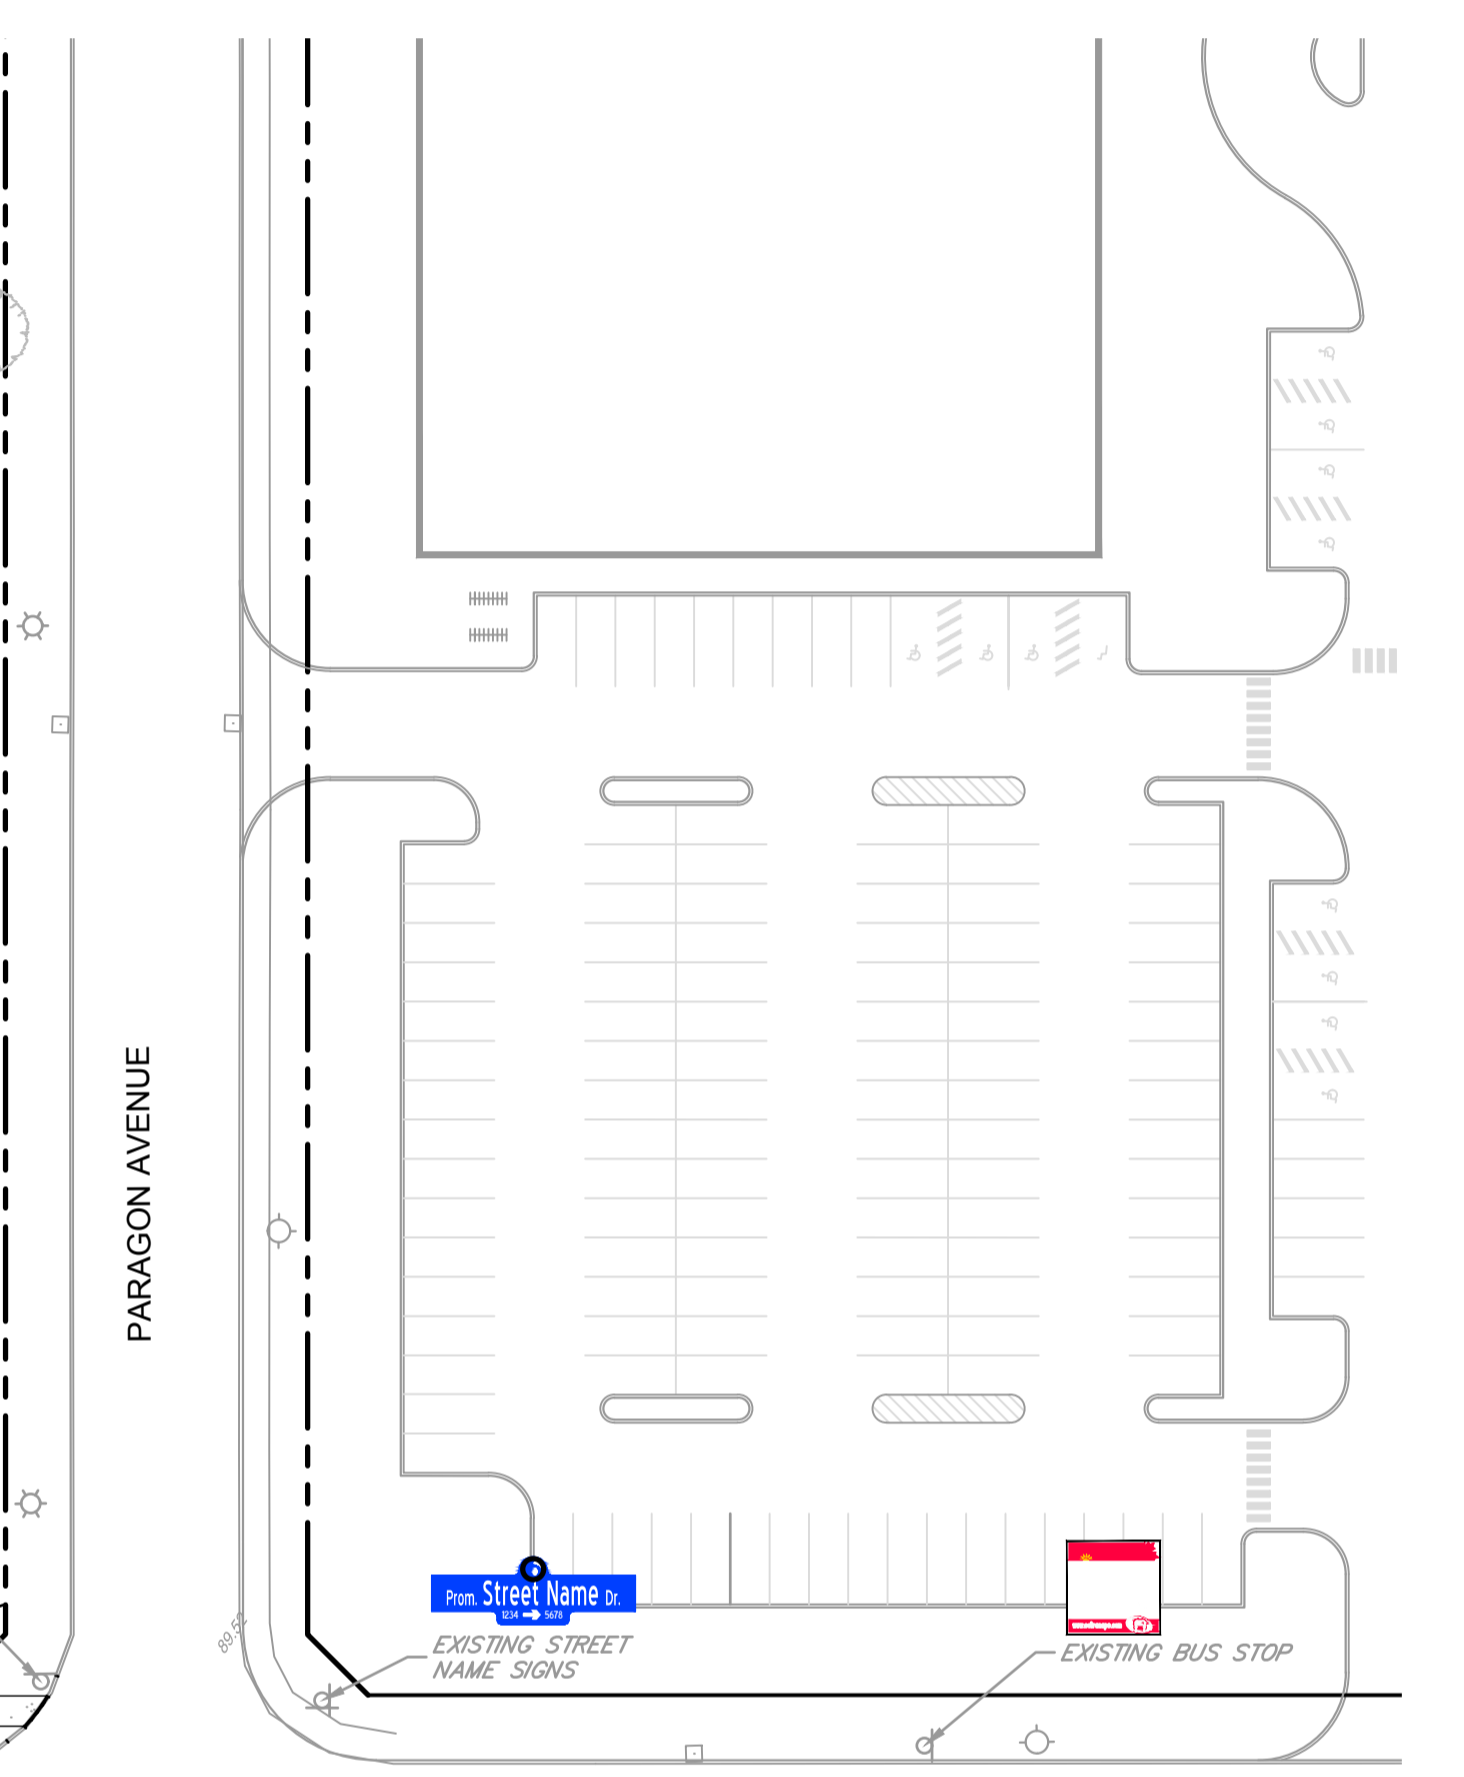 PARAGON AVENUE
Prom. Street Name Dr.
1234 5678
89.52
EXISTING STREET
NAME SIGNS
EXISTING BUS STOP